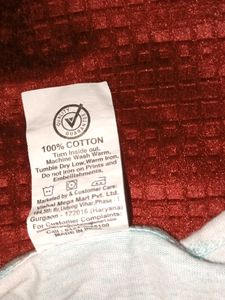 QUALITY
GUARANTEE
100% COTTON
Turn Inside out.
Machine Wash Warm,
Tumble Dry Low, Warm Iron.
Do not Iron on Prints and
Embellishments.
Marketed by & Customer Care:
Vishal Mega Mart Pvt. Ltd.
Udyog Vihar, Phase-1
Gurgaon - 122016 (Haryana)
For Customer Complaints: